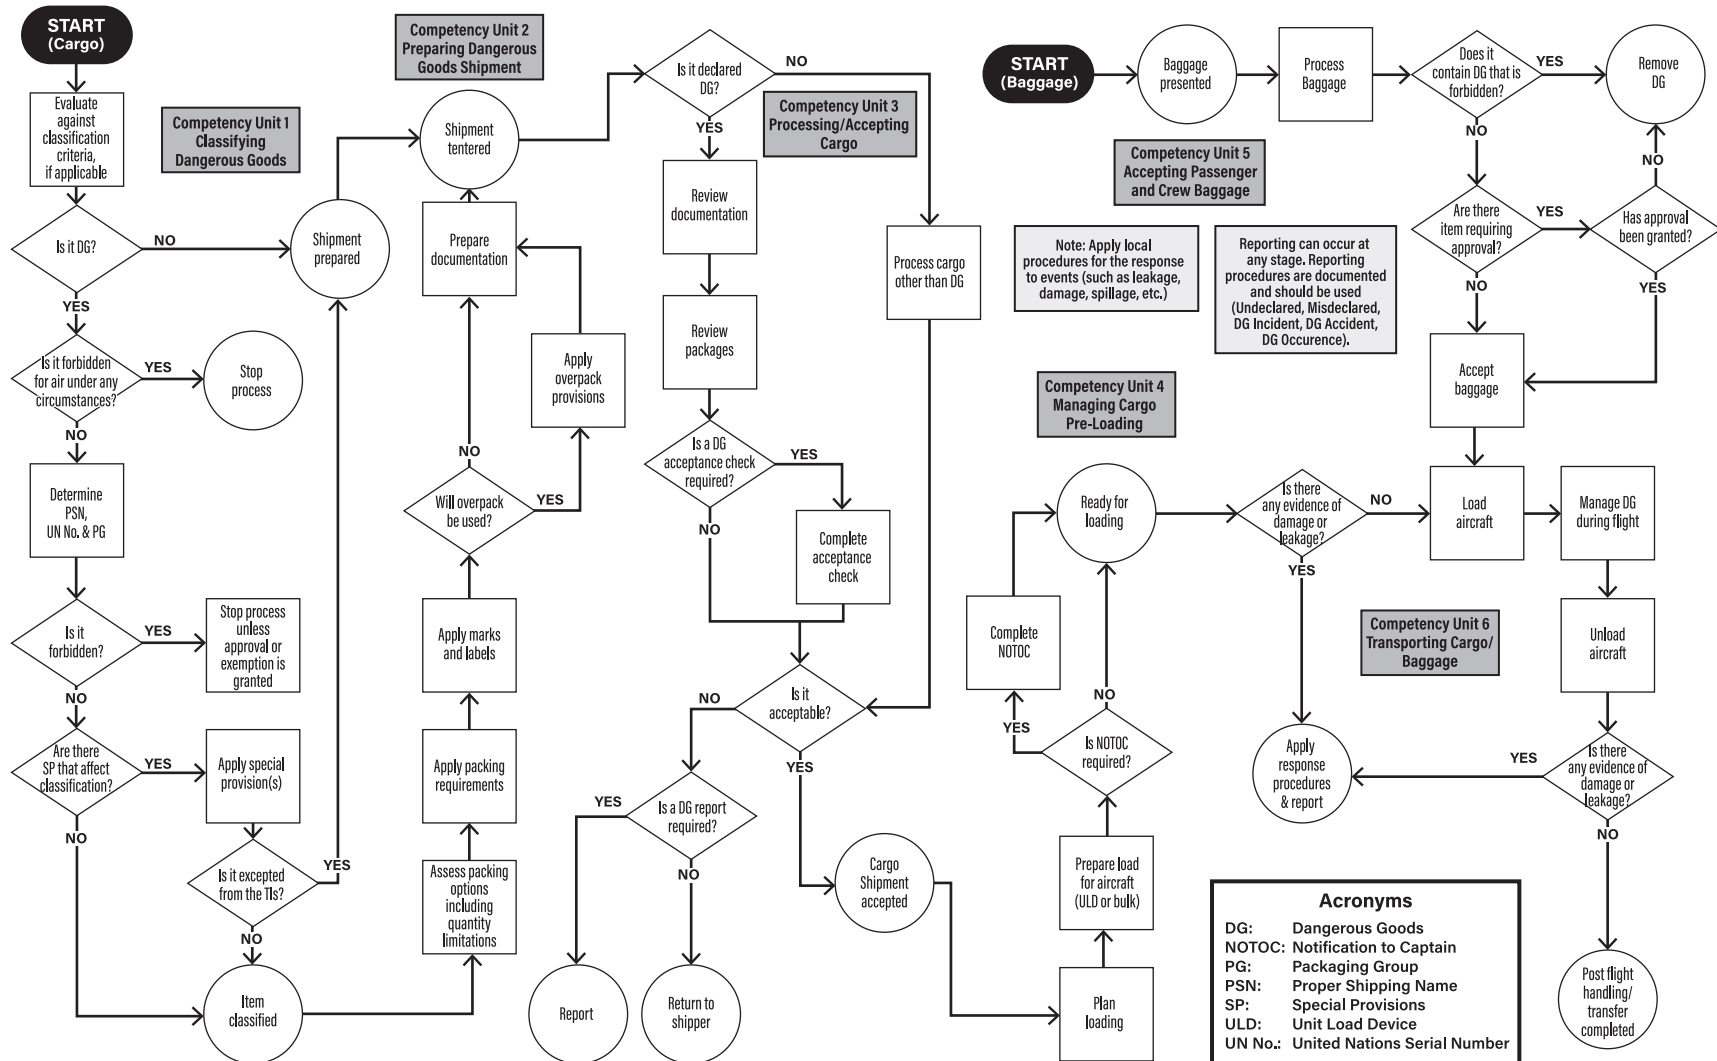 START
(Cargo)
Evaluate
against
classification
criteria,
if applicable
Competency Unit 1
Classifying
Dangerous Goods
Is it DG?
NO
YES
Shipment
prepared
Is it forbidden
for air under any
circumstances?
YES
Stop
process
NO
Determine
PSN,
UN No. & PG
Is it
forbidden?
YES
Stop process
unless
approval or
exemption is
granted
NO
Are there
SP that affect
classification?
YES
Apply special
provision(s)
NO
Is it excepted
from the TIs?
YES
NO
Item
classified
Competency Unit 2
Preparing Dangerous
Goods Shipment
Shipment
tentered
Prepare
documentation
Apply
overpack
provisions
NO
Will overpack
be used?
YES
Apply marks
and labels
Apply packing
requirements
Assess packing
options
including
quantity
limitations
Is it declared
DG?
NO
YES
Competency Unit 3
Processing/Accepting
Cargo
Review
documentation
Process cargo
other than DG
Review
packages
Is a DG
acceptance check
required?
YES
NO
Complete
acceptance
check
Is it
acceptable?
NO
YES
Is a DG report
required?
YES
NO
Report
Return to
shipper
Cargo
Shipment
accepted
START
(Baggage)
Baggage
presented
Process
Baggage
Does it
contain DG that is
forbidden?
YES
Remove
DG
NO
NO
Competency Unit 5
Accepting Passenger
and Crew Baggage
Are there
item requiring
approval?
YES
Has approval
been granted?
NO
YES
Note: Apply local
procedures for the response
to events (such as leakage,
damage, spillage, etc.)
Reporting can occur at
any stage. Reporting
procedures are documented
and should be used
(Undeclared, Misdeclared,
DG Incident, DG Accident,
DG Occurence).
Accept
baggage
Competency Unit 4
Managing Cargo
Pre-Loading
Ready for
loading
Is there
any evidence of
damage or
leakage?
NO
YES
Load
aircraft
Manage DG
during flight
Complete
NOTOC
Competency Unit 6
Transporting Cargo/
Baggage
Unload
aircraft
NO
YES
Is NOTOC
required?
Apply
response
procedures
& report
YES
Is there
any evidence of
damage or
leakage?
NO
Prepare load
for aircraft
(ULD or bulk)
Plan
loading
Post flight
handling/
transfer
completed
Acronyms
DG: Dangerous Goods
NOTOC: Notification to Captain
PG: Packaging Group
PSN: Proper Shipping Name
SP: Special Provisions
ULD: Unit Load Device
UN No.: United Nations Serial Number